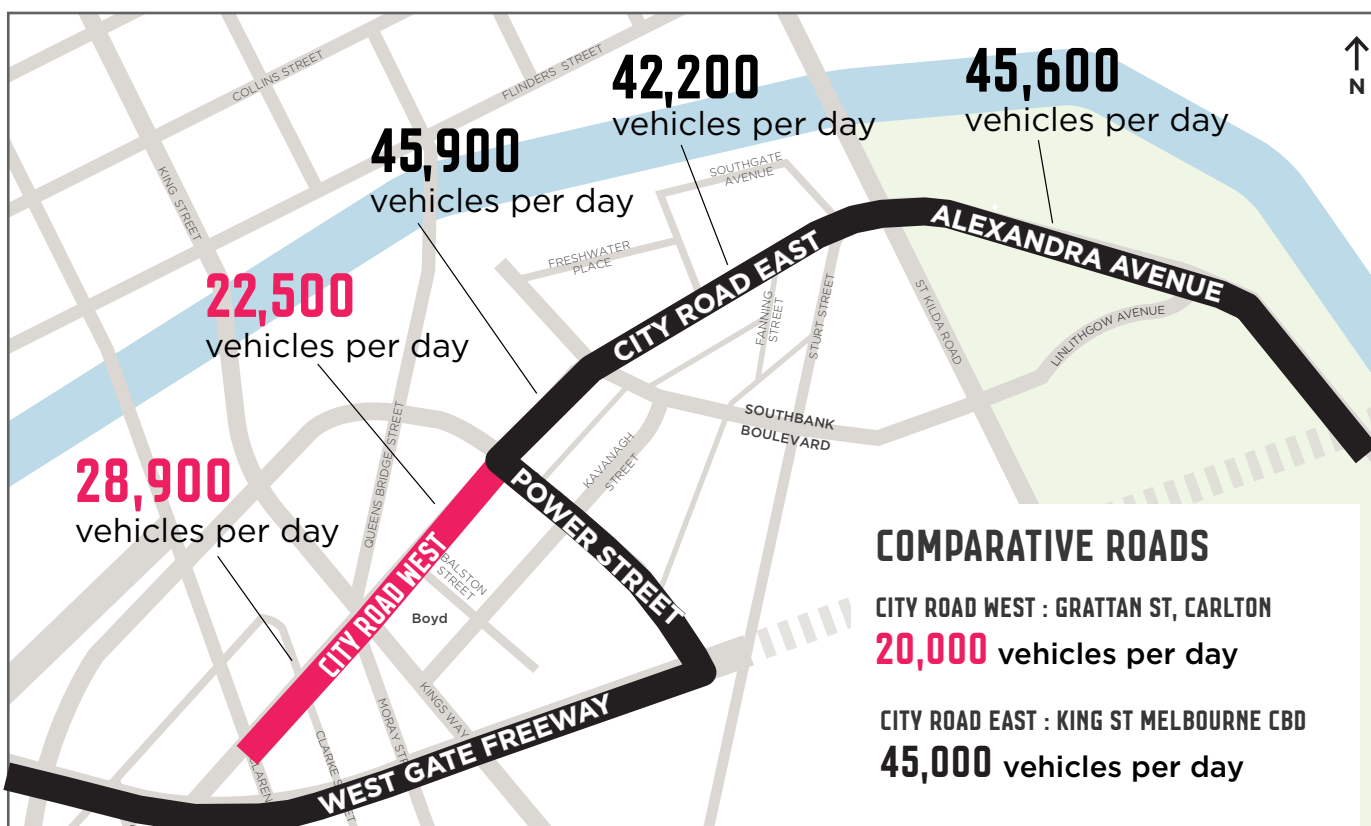 COLLINS STREET
FLINDERS STREET
KING STREET
42,200
vehicles per day
45,600
vehicles per day
N
45,900
vehicles per day
SOUTHGATE
AVENUE
FRESHWATER
PLACE
22,500
vehicles per day
CITY ROAD EAST
ALEXANDRA AVENUE
FANNING
STREET
STURT STREET
ST KILDA ROAD
LINLITHGOW AVENUE
SOUTHBANK
BOULEVARD
QUEENS BRIDGE STREET
KAVANAGH
STREET
28,900
vehicles per day
POWER STREET
CITY ROAD WEST
BALSTON
STREET
Boyd
KINGS WAY
MORAY STR
CLARKE S
CLAREN
WEST GATE FREEWAY
COMPARATIVE ROADS
CITY ROAD WEST : GRATTAN ST, CARLTON
20,000 vehicles per day
CITY ROAD EAST : KING ST MELBOURNE CBD
45,000 vehicles per day